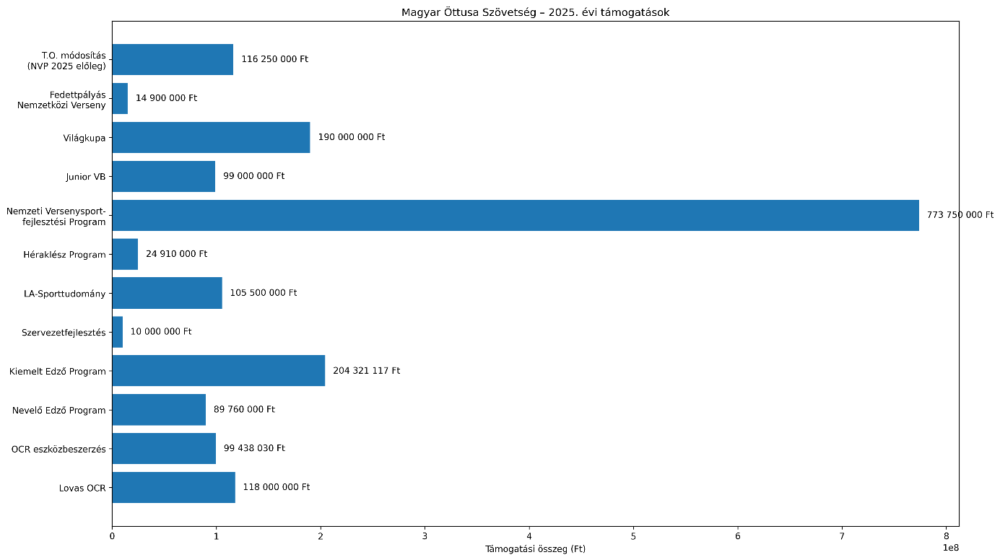 Magyar Öttusa Szövetség – 2025. évi támogatások
T.O. módosítás
(NVP 2025 előleg)
116 250 000 Ft
Fedettpályás
Nemzetközi Verseny
14 900 000 Ft
Világkupa
190 000 000 Ft
Junior VB
99 000 000 Ft
Nemzeti Versenysport-
fejlesztési Program
773 750 000 Ft
Héraklész Program
24 910 000 Ft
LA-Sporttudomány
105 500 000 Ft
Szervezetfejlesztés
10 000 000 Ft
Kiemelt Edző Program
204 321 117 Ft
Nevelő Edző Program
89 760 000 Ft
OCR eszközbeszerzés
99 438 030 Ft
Lovas OCR
118 000 000 Ft
0 1 2 3 4 5 6 7 8
1e8
Támogatási összeg (Ft)